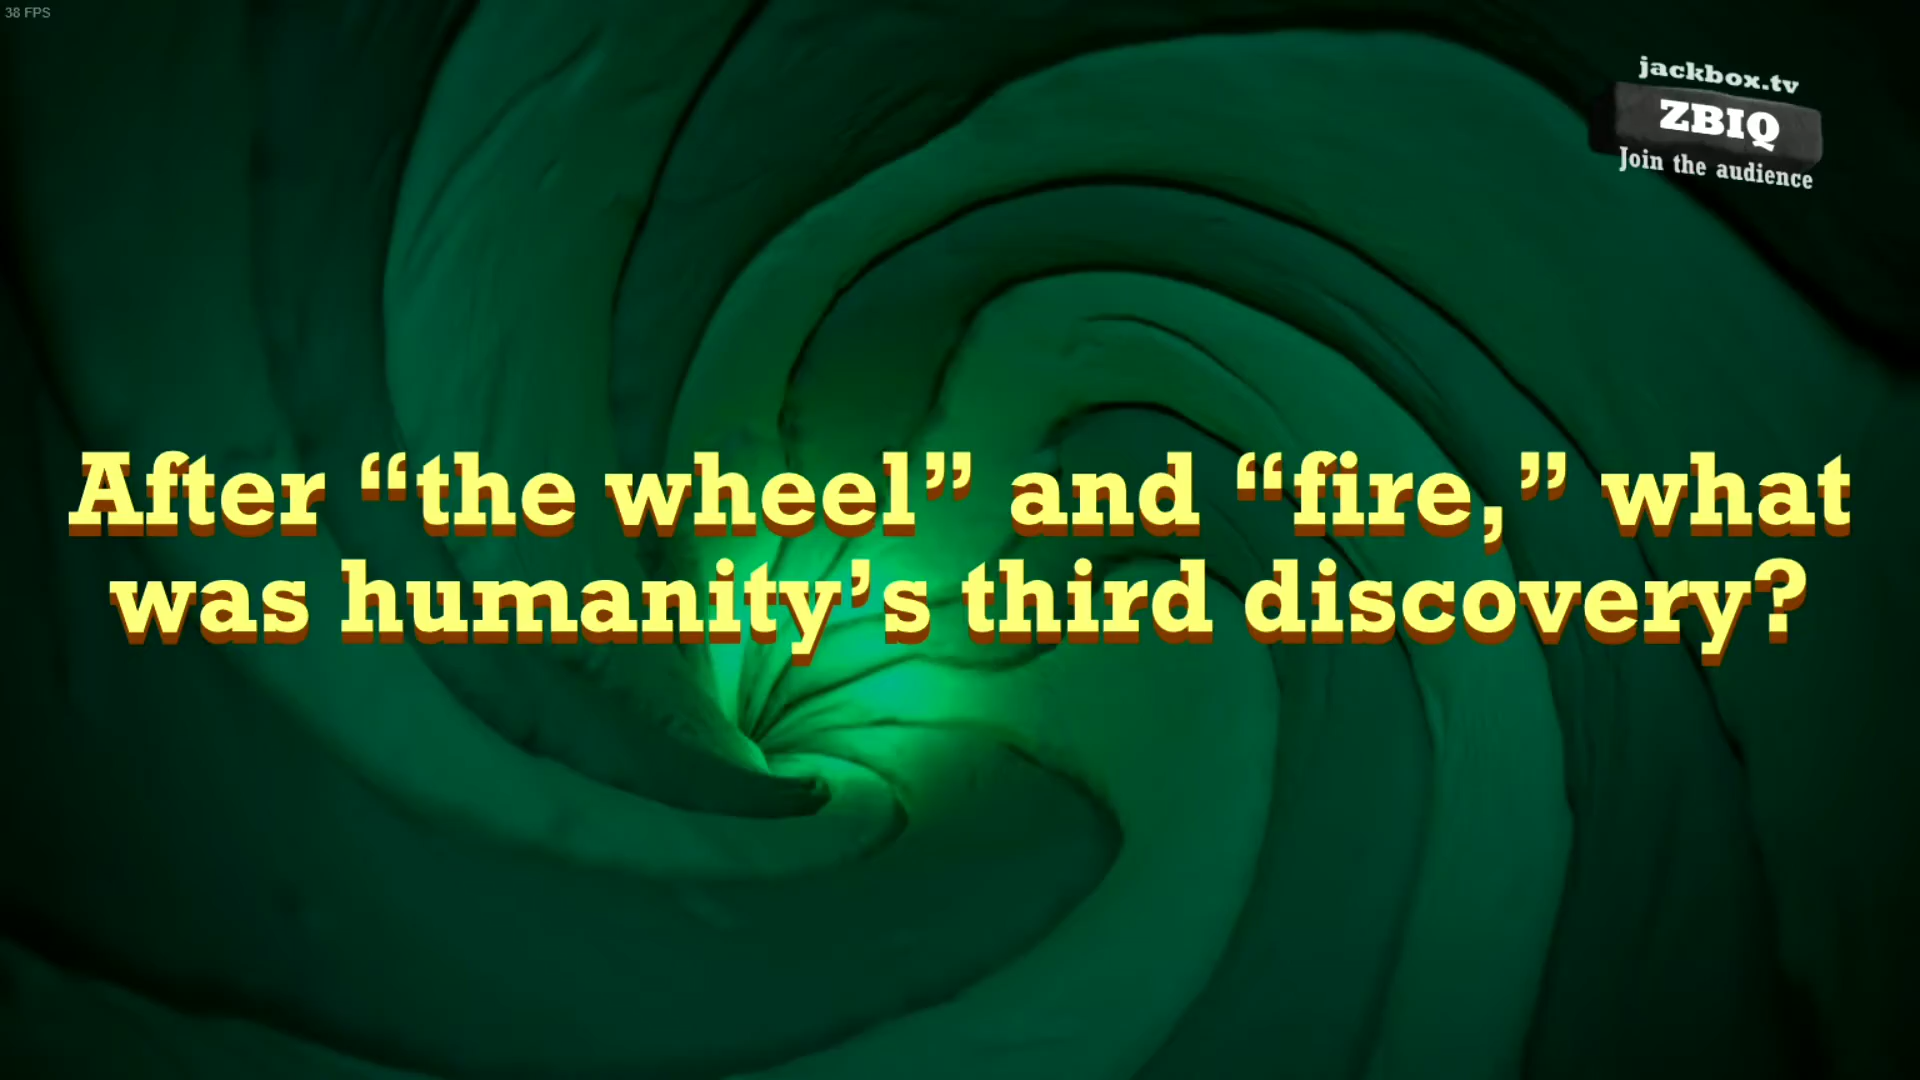 38 FPS
jackbox.tv
ZBIQ
Join the audience
After “the wheel” and “fire,” what
was humanity’s third discovery?